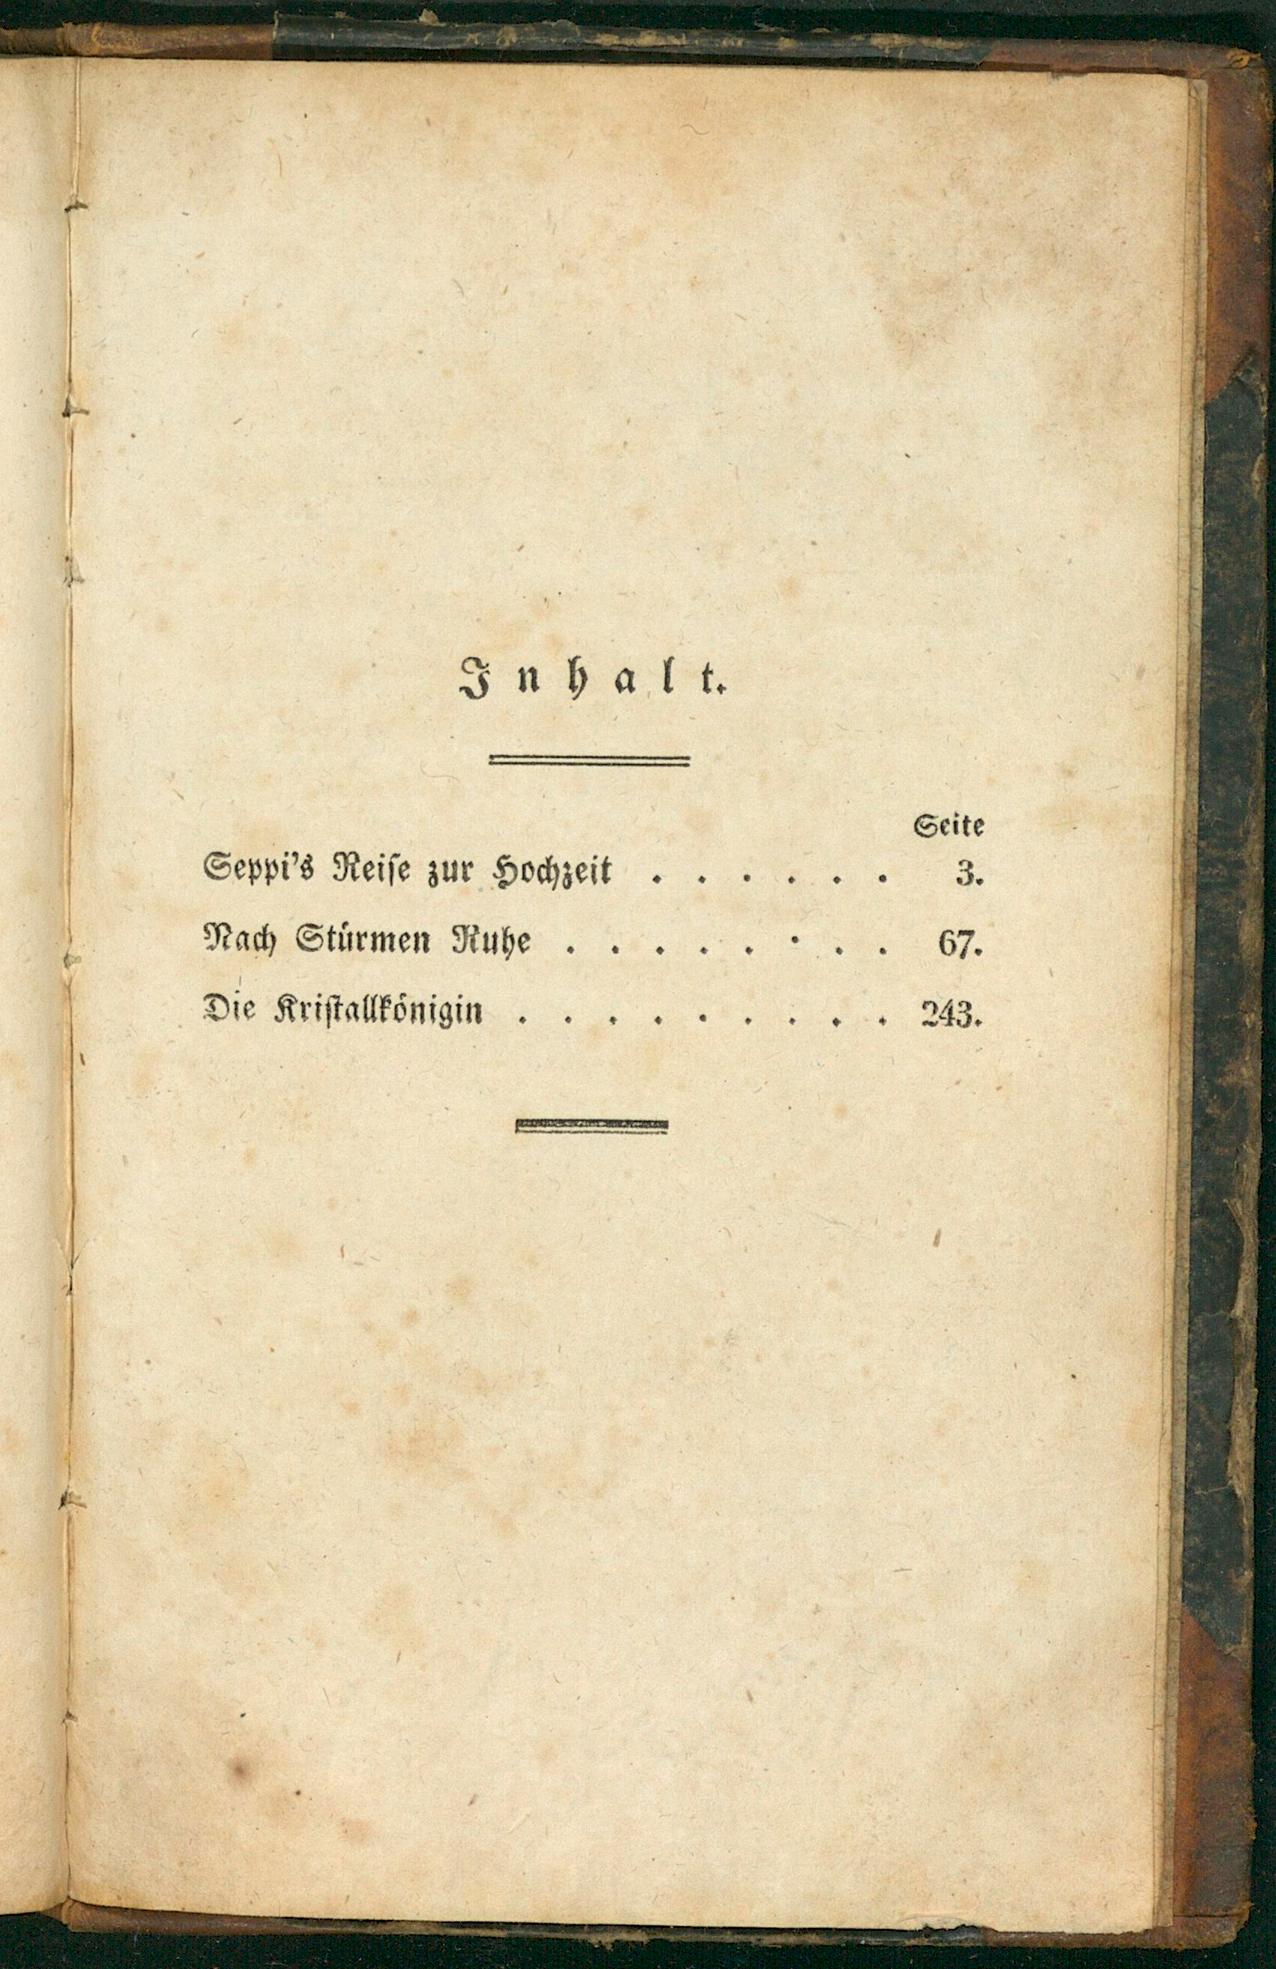 Inhalt.
Seite
Seppi's Reiſe zur Hochzeit . . . . . . 3.
Nach Stürmen Ruhe . . . . . . . . 67.
Die Kriſtallkönigin . . . . . . . . . 243.